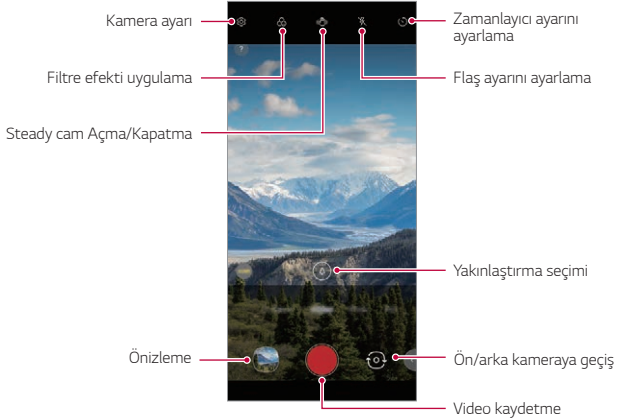 Kamera ayarı
Zamanlayıcı ayarını
ayarlama
Filtre efekti uygulama
Flaş ayarını ayarlama
Steady cam Açma/Kapatma
Yakınlaştırma seçimi
Önizleme
Ön/arka kameraya geçiş
Video kaydetme